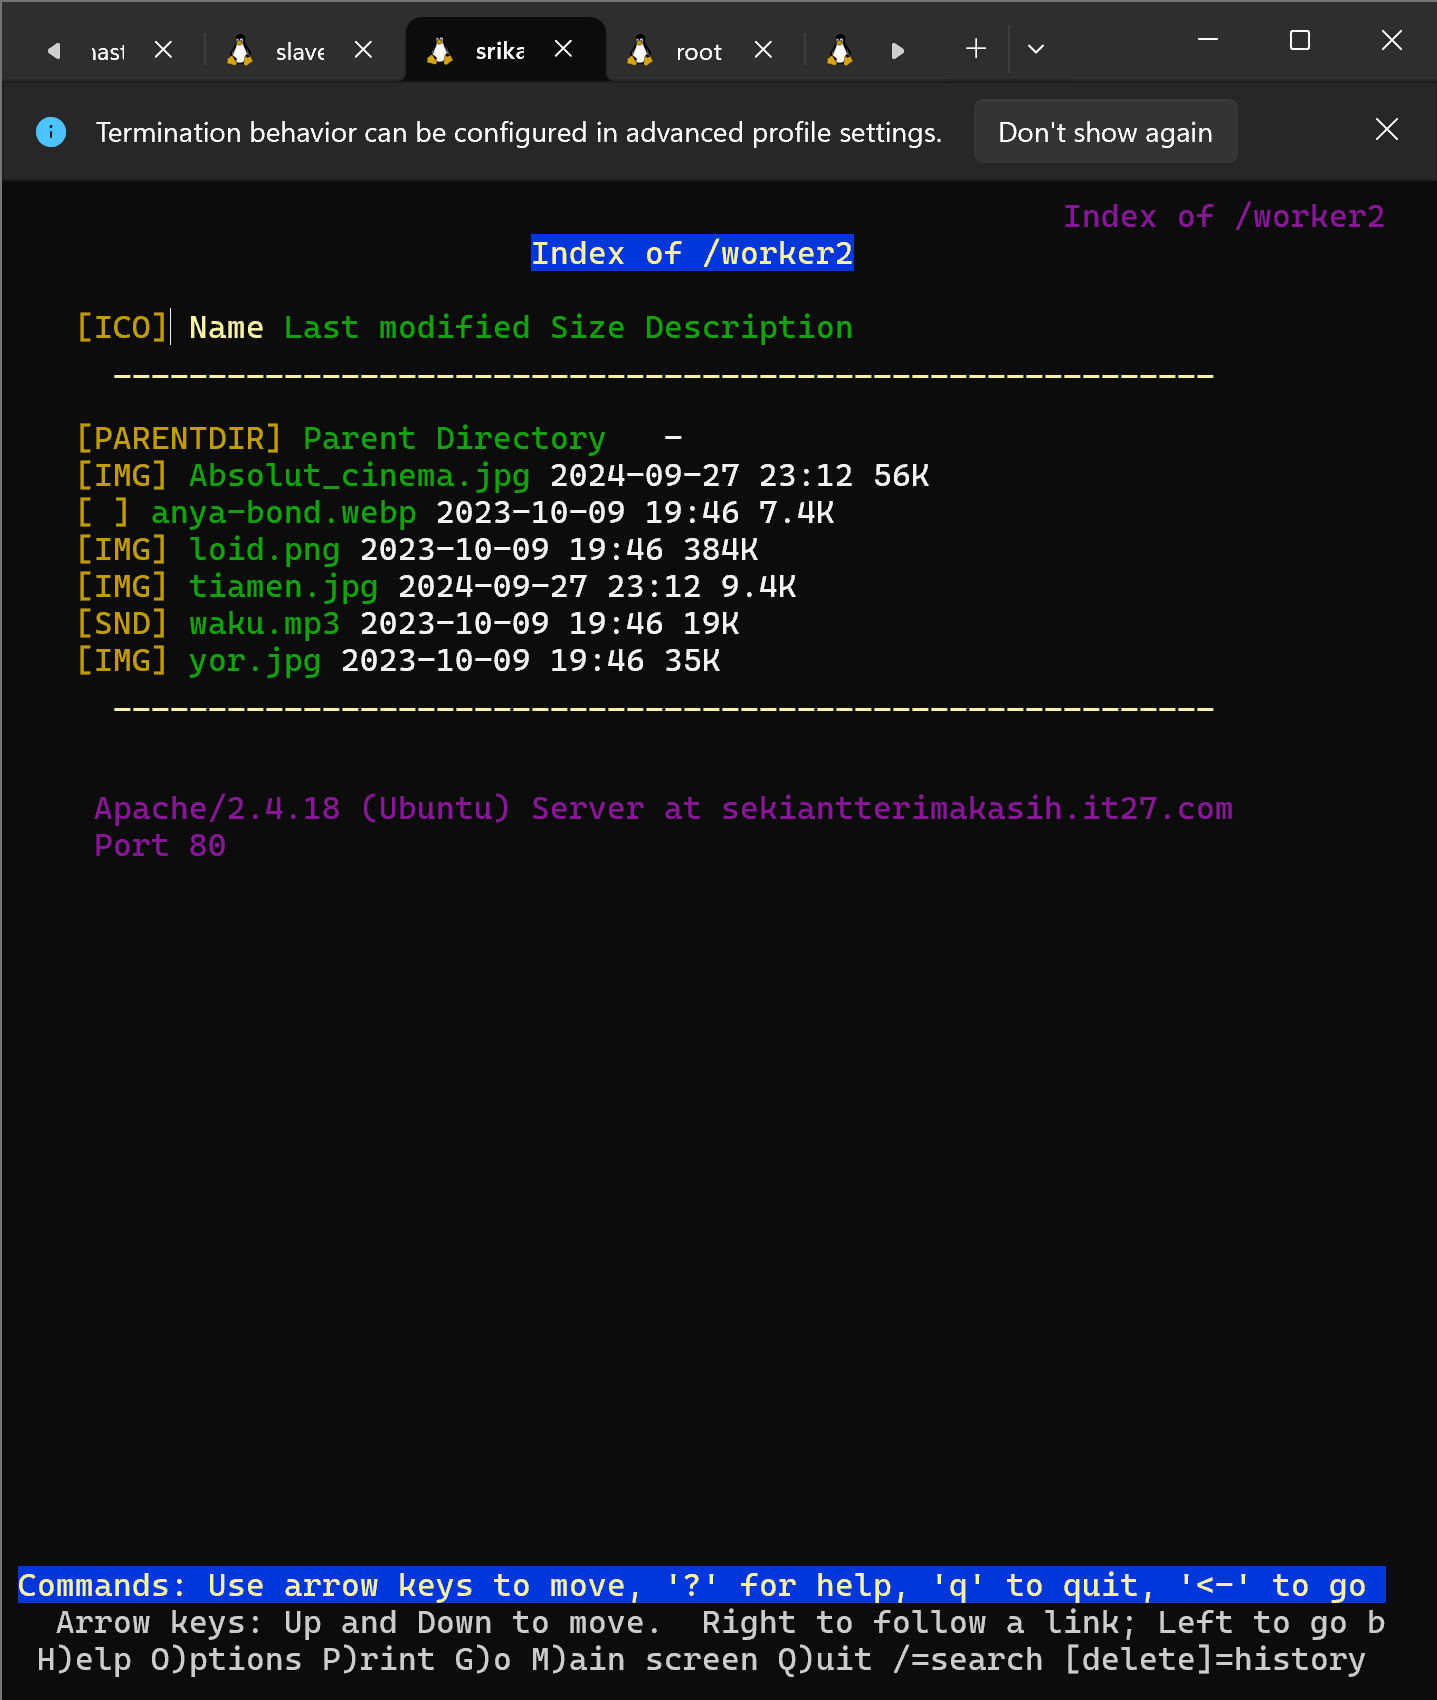 slave srika root
Termination behavior can be configured in advanced profile settings. Don't show again
Index of /worker2
Index of /worker2
[ICO] Name Last modified Size Description
__________________________________________________________
[PARENTDIR] Parent Directory -
[IMG] Absolut_cinema.jpg 2024-09-27 23:12 56K
[ ] anya-bond.webp 2023-10-09 19:46 7.4K
[IMG] loid.png 2023-10-09 19:46 384K
[IMG] tiamen.jpg 2024-09-27 23:12 9.4K
[SND] waku.mp3 2023-10-09 19:46 19K
[IMG] yor.jpg 2023-10-09 19:46 35K
__________________________________________________________
Apache/2.4.18 (Ubuntu) Server at sekiantterimakasih.it27.com
Port 80
Commands: Use arrow keys to move, '?' for help, 'q' to quit, '<-' to go
Arrow keys: Up and Down to move. Right to follow a link; Left to go b
H)elp O)ptions P)rint G)o M)ain screen Q)uit /=search [delete]=history